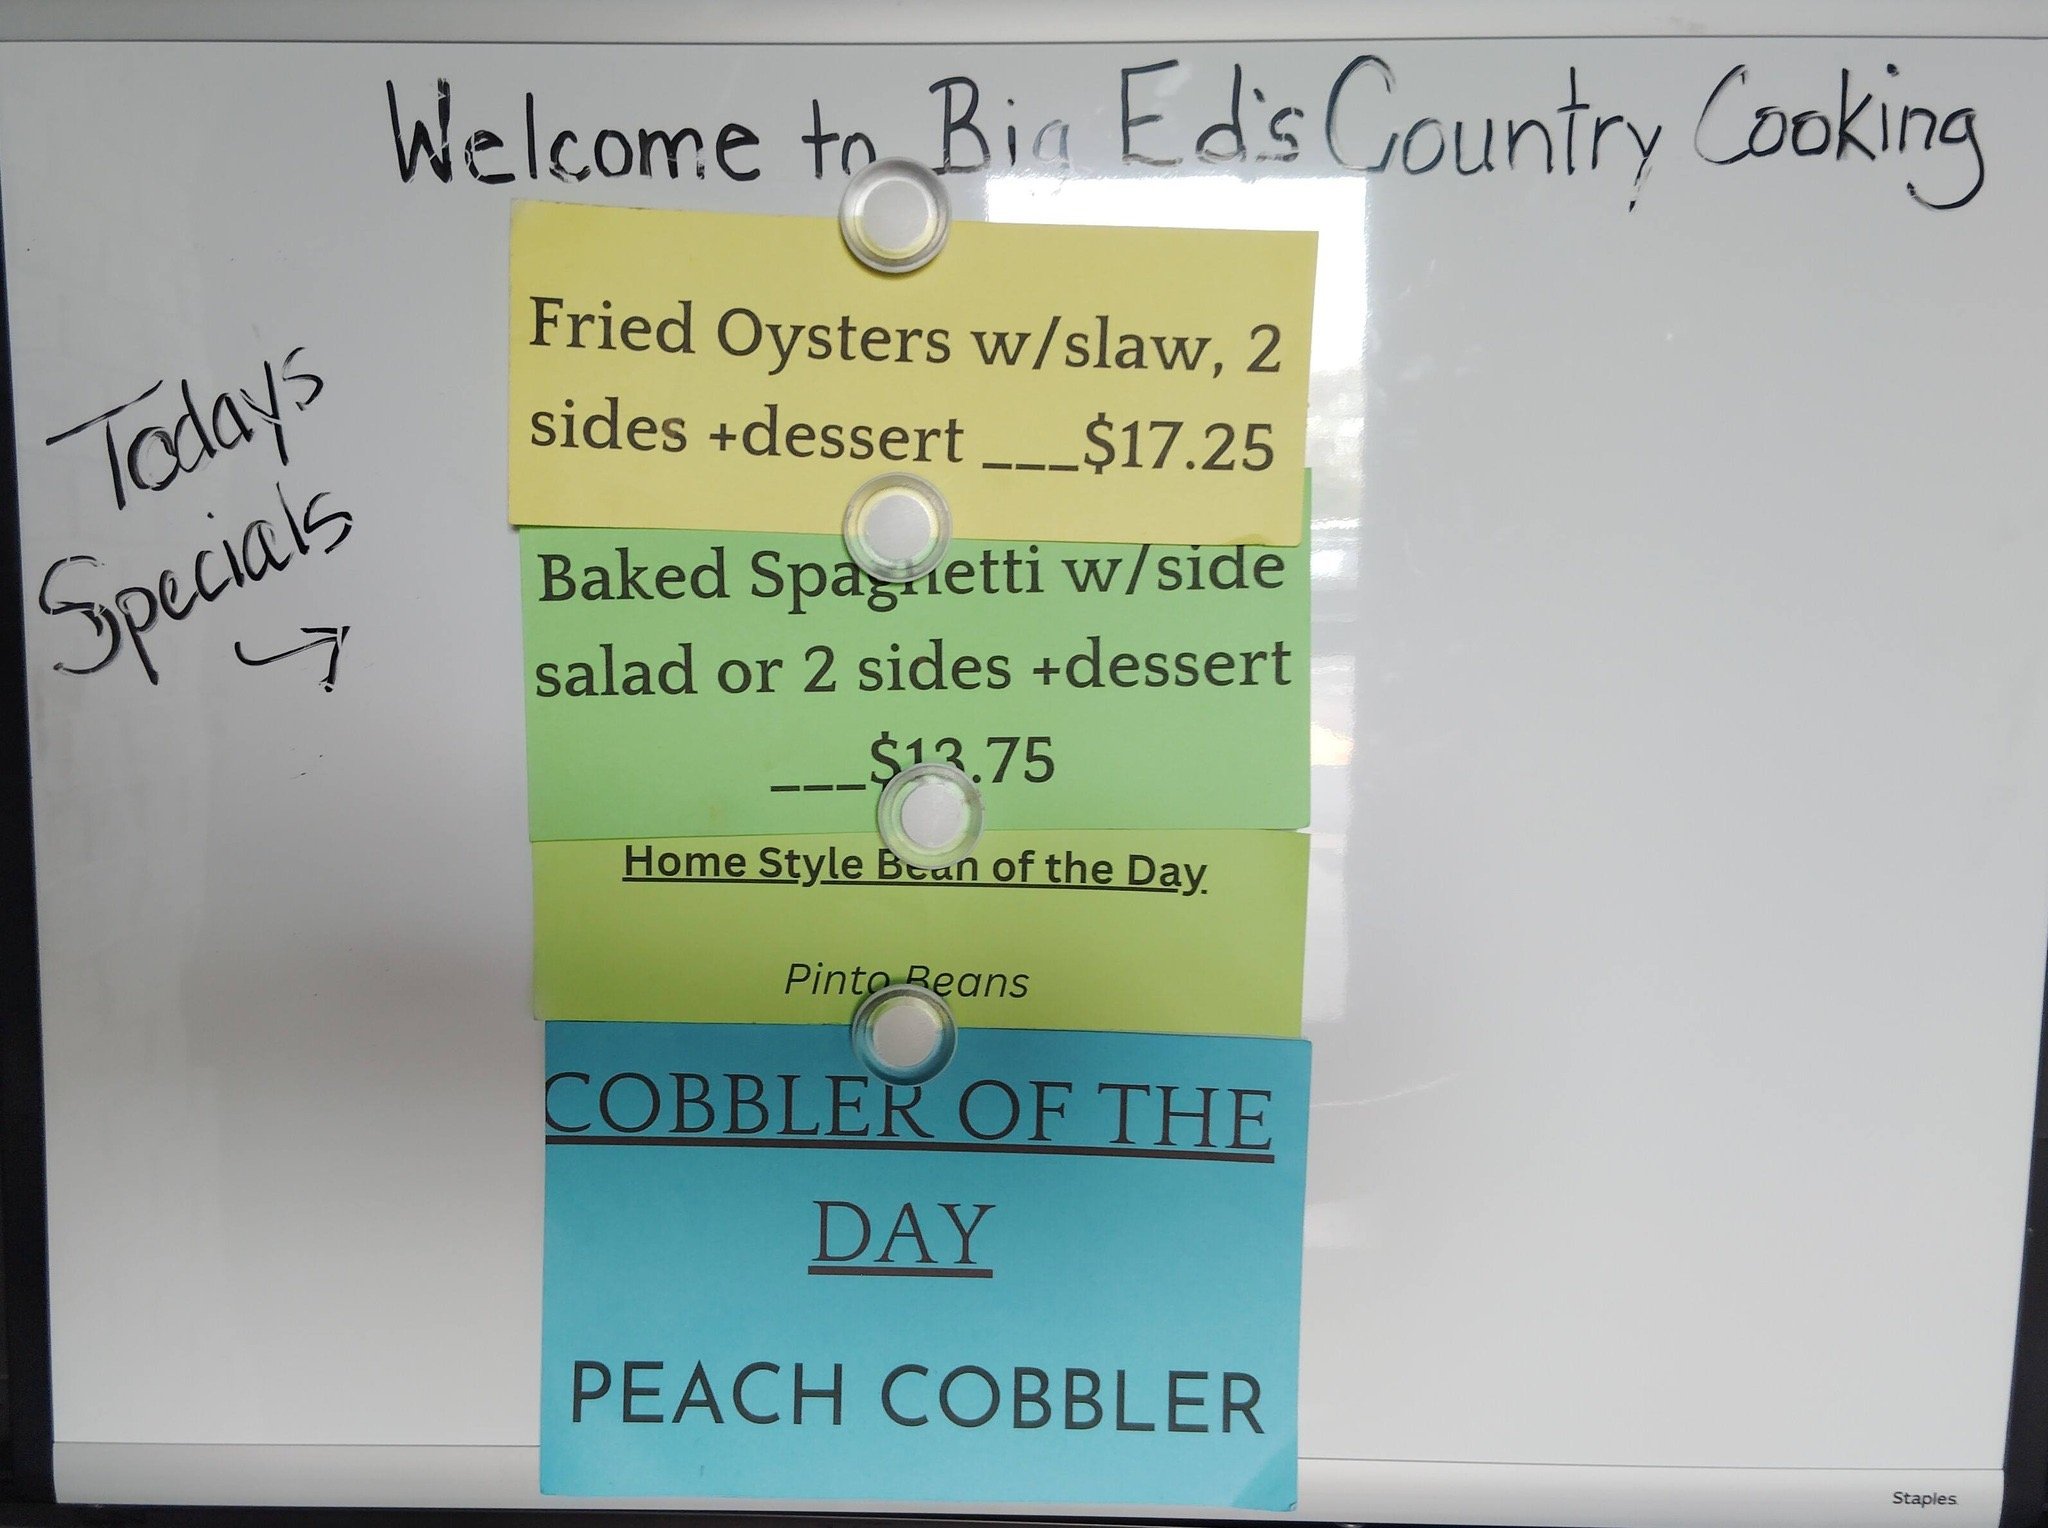 Welcome to Big Ed's Country Cooking
Todays
Specials
Fried Oysters w/slaw, 2
sides +dessert ___$17.25
Baked Spaghetti w/side
salad or 2 sides +dessert
___$13.75
Home Style Bean of the Day
Pinto Beans
COBBLER OF THE
DAY
PEACH COBBLER
Staples